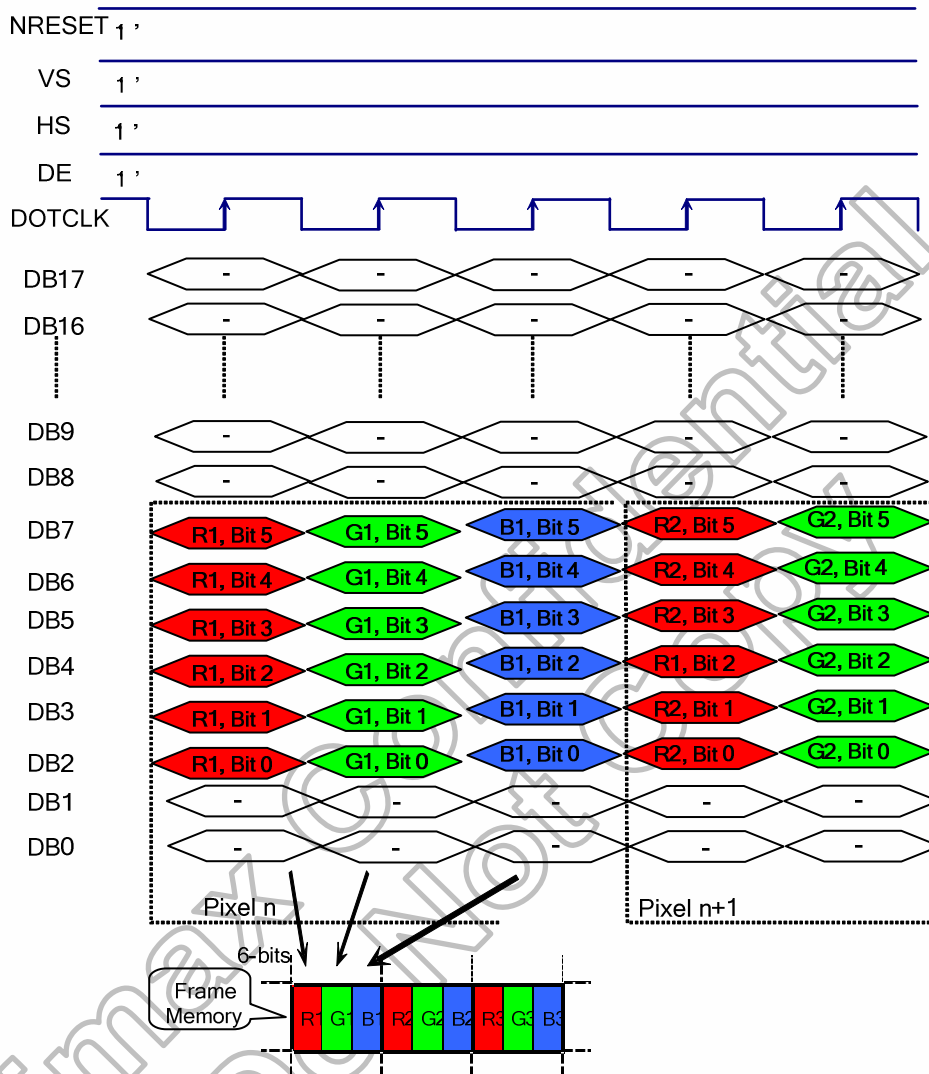 NRESET 1 '
VS 1 '
HS 1 '
DE 1 '
DOTCLK
DB17 - - - - -
DB16 - - - - -
DB9 - - - - -
DB8 - - - - -
DB7 R1, Bit 5 G1, Bit 5 B1, Bit 5 R2, Bit 5 G2, Bit 5
DB6 R1, Bit 4 G1, Bit 4 B1, Bit 4 R2, Bit 4 G2, Bit 4
DB5 R1, Bit 3 G1, Bit 3 B1, Bit 3 R2, Bit 3 G2, Bit 3
DB4 R1, Bit 2 G1, Bit 2 B1, Bit 2 R1, Bit 2 G2, Bit 2
DB3 R1, Bit 1 G1, Bit 1 B1, Bit 1 R2, Bit 1 G2, Bit 1
DB2 R1, Bit 0 G1, Bit 0 B1, Bit 0 R2, Bit 0 G2, Bit 0
DB1 - - - - -
DB0 - - - - -
Pixel n Pixel n+1
6-bits
Frame
Memory
R1 G1 B1 R2 G2 B2 R3 G3 B3
Confidential
Not Copy